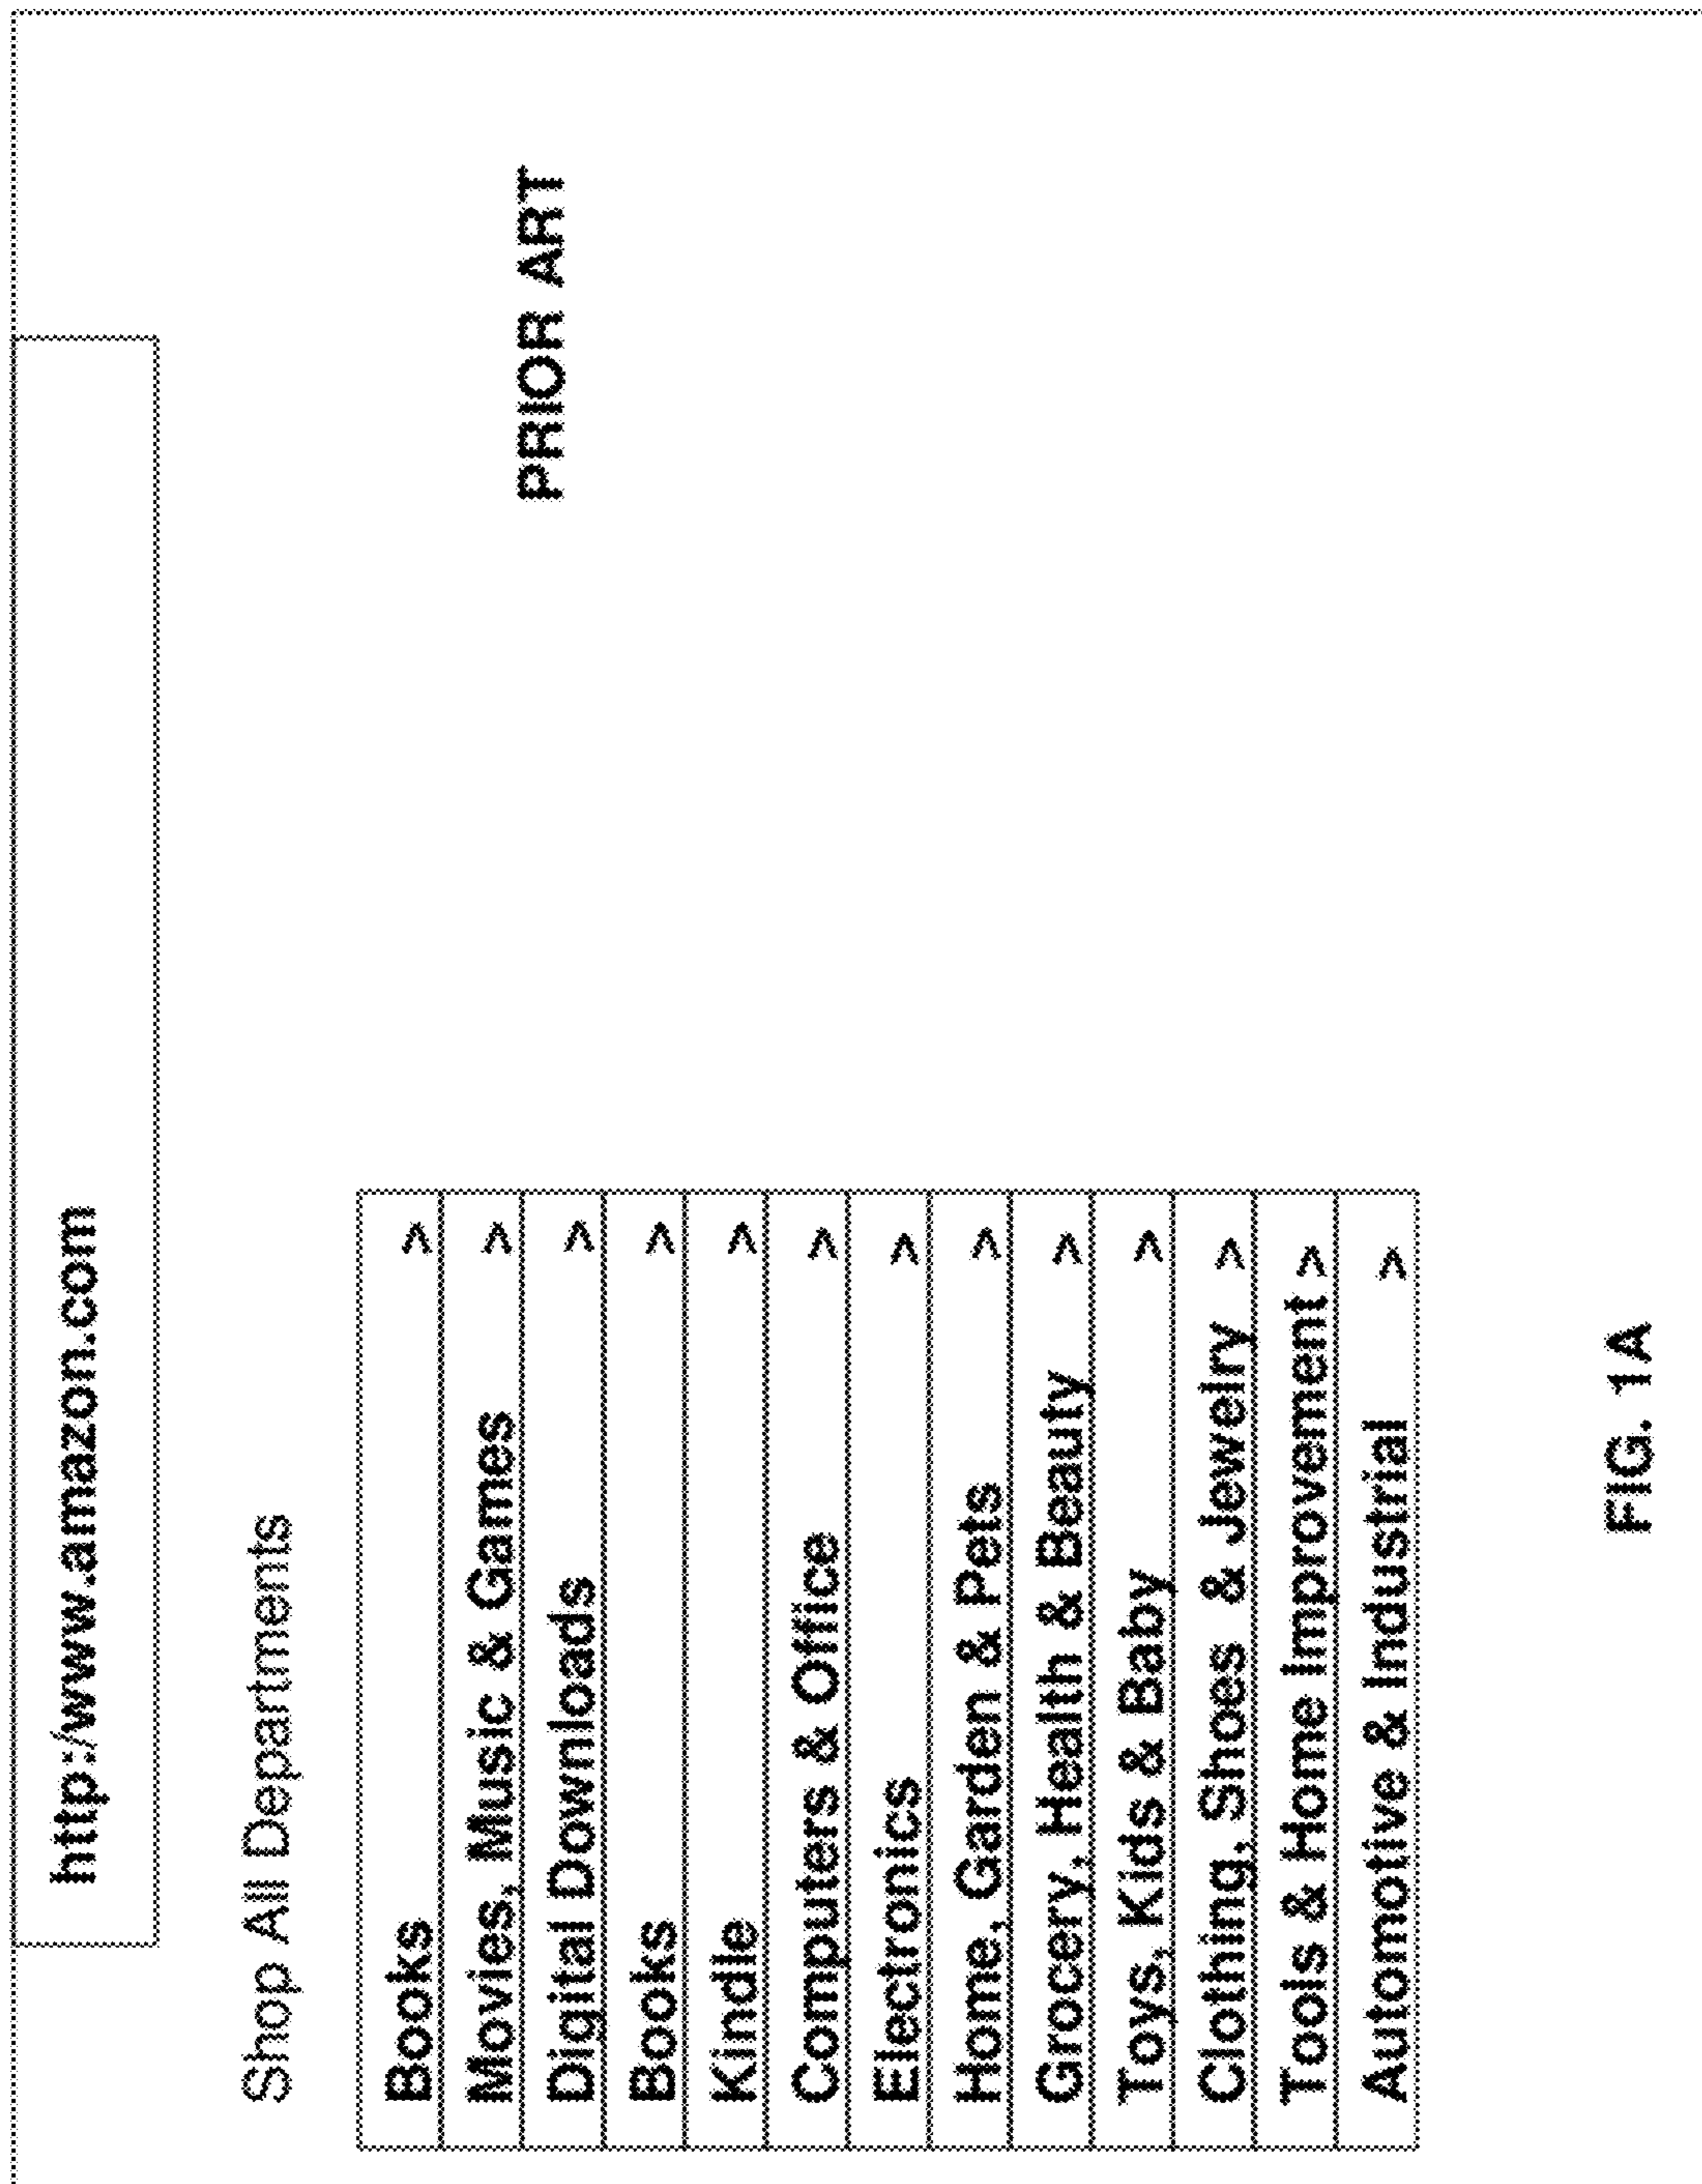 http:/www.amazon.com
Shop All Departments
PRIOR ART
Books >
Movies, Music & Games >
Digital Downloads >
Books >
Kindle >
Computers & Office >
Electronics >
Home, Garden & Pets >
Grocery, Health & Beauty >
Toys, Kids & Baby >
Clothing, Shoes & Jewelry >
Tools & Home Improvement >
Automotive & Industrial >
FIG. 1A